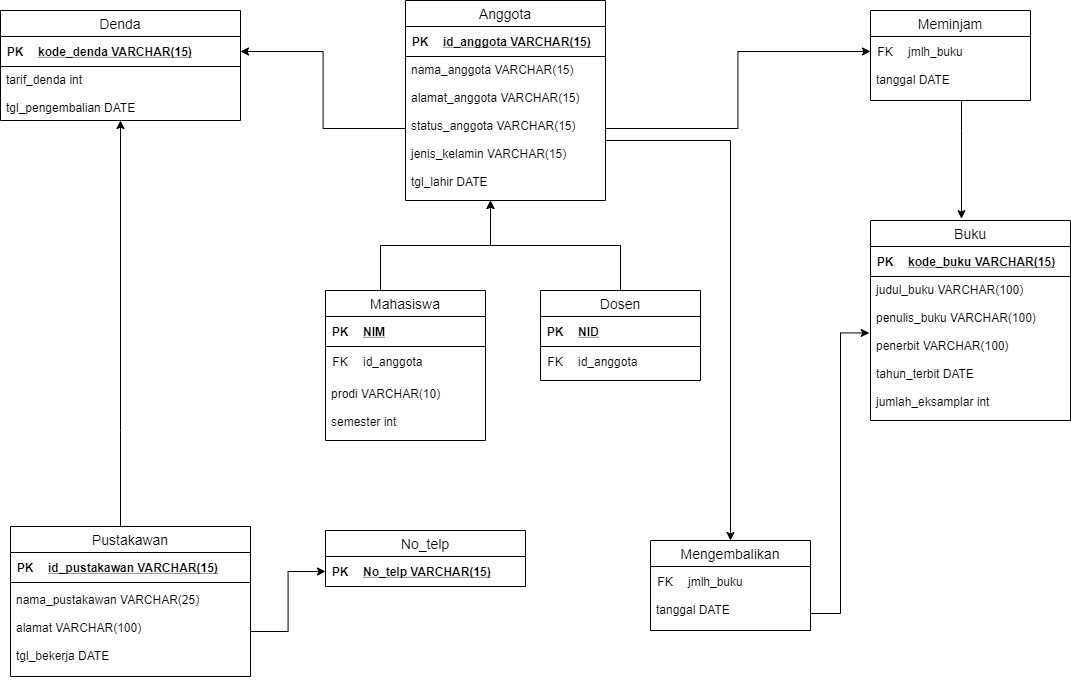 Denda
PK kode_denda VARCHAR(15)
tarif_denda int
tgl_pengembalian DATE
Anggota
PK id_anggota VARCHAR(15)
nama_anggota VARCHAR(15)
alamat_anggota VARCHAR(15)
status_anggota VARCHAR(15)
jenis_kelamin VARCHAR(15)
tgl_lahir DATE
Meminjam
FK jmlh_buku
tanggal DATE
Buku
PK kode_buku VARCHAR(15)
judul_buku VARCHAR(100)
penulis_buku VARCHAR(100)
penerbit VARCHAR(100)
tahun_terbit DATE
jumlah_eksamplar int
Mahasiswa
PK NIM
FK id_anggota
prodi VARCHAR(10)
semester int
Dosen
PK NID
FK id_anggota
Pustakawan
PK id_pustakawan VARCHAR(15)
nama_pustakawan VARCHAR(25)
alamat VARCHAR(100)
tgl_bekerja DATE
No_telp
PK No_telp VARCHAR(15)
Mengembalikan
FK jmlh_buku
tanggal DATE